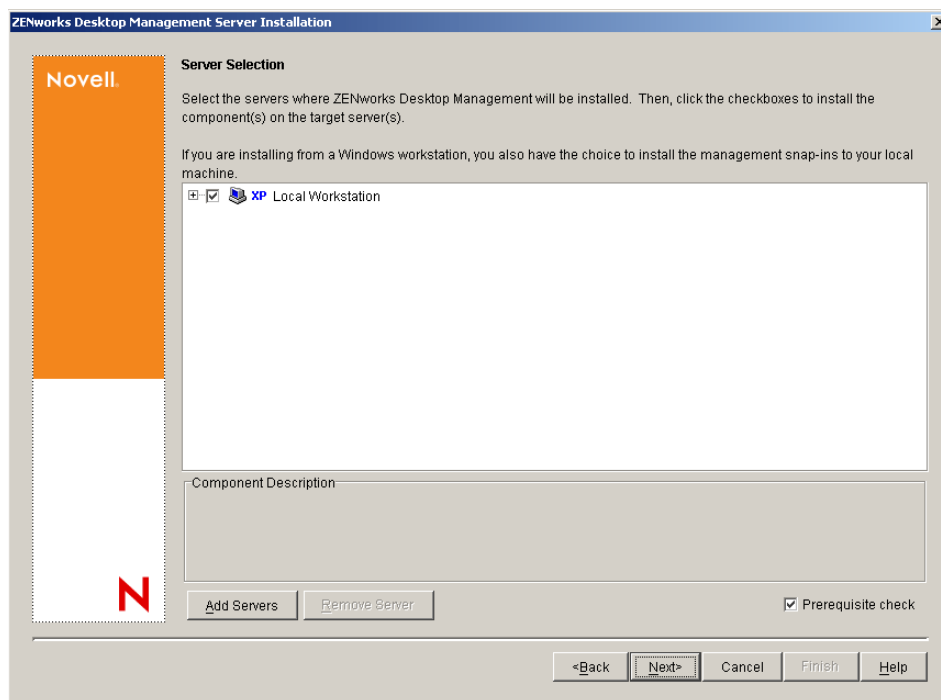 ZENworks Desktop Management Server Installation
Novell.
Server Selection
Select the servers where ZENworks Desktop Management will be installed. Then, click the checkboxes to install the
component(s) on the target server(s).
If you are installing from a Windows workstation, you also have the choice to install the management snap-ins to your local
machine.
XP Local Workstation
Component Description
N
Add Servers
Remove Server
Prerequisite check
<Back
Next>
Cancel
Finish
Help